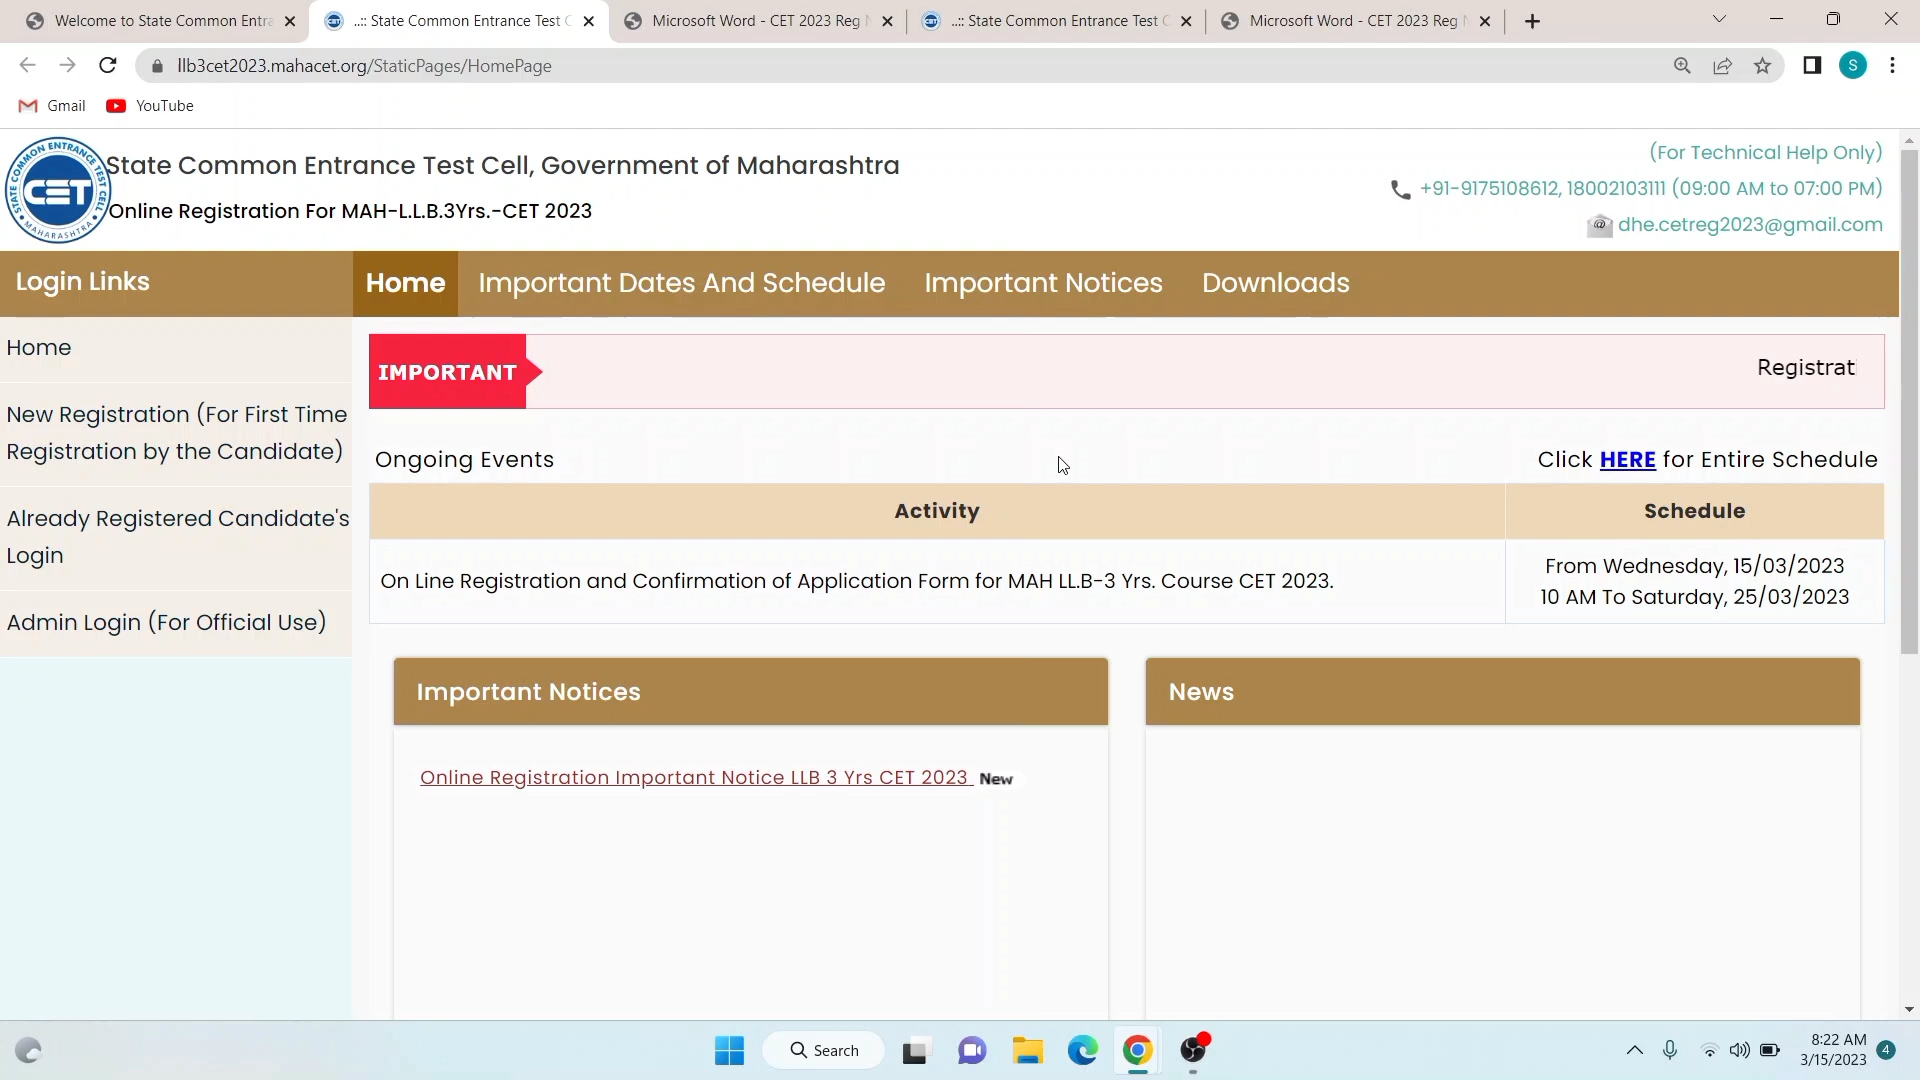 Welcome to State Common Entra
..:: State Common Entrance Test C
Microsoft Word - CET 2023 Reg N
..:: State Common Entrance Test C
Microsoft Word - CET 2023 Reg N
llb3cet2023.mahacet.org/StaticPages/HomePage
S
Gmail
YouTube
STATE COMMON ENTRANCE TEST CELL
CET
MAHARASHTRA
State Common Entrance Test Cell, Government of Maharashtra
Online Registration For MAH-L.L.B.3Yrs.-CET 2023
(For Technical Help Only)
+91-9175108612, 18002103111 (09:00 AM to 07:00 PM)
dhe.cetreg2023@gmail.com
Login Links
Home
Important Dates And Schedule
Important Notices
Downloads
Home
New Registration (For First Time
Registration by the Candidate)
Already Registered Candidate's
Login
Admin Login (For Official Use)
IMPORTANT
Registrat
Ongoing Events
Click HERE for Entire Schedule
Activity
Schedule
On Line Registration and Confirmation of Application Form for MAH LL.B-3 Yrs. Course CET 2023.
From Wednesday, 15/03/2023
10 AM To Saturday, 25/03/2023
Important Notices
News
Online Registration Important Notice LLB 3 Yrs CET 2023 New
Search
8:22 AM
3/15/2023
4